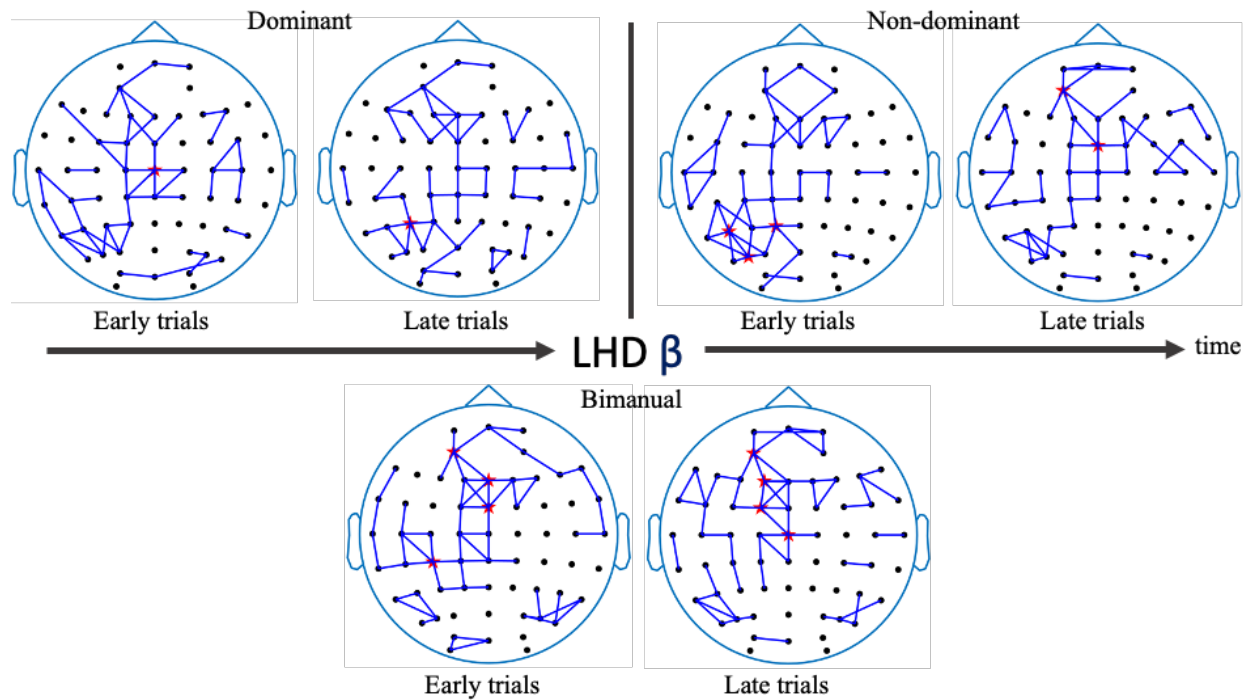 Dominant
Non-dominant
Early trials
Late trials
Early trials
Late trials
LHD β
time
Bimanual
Early trials
Late trials